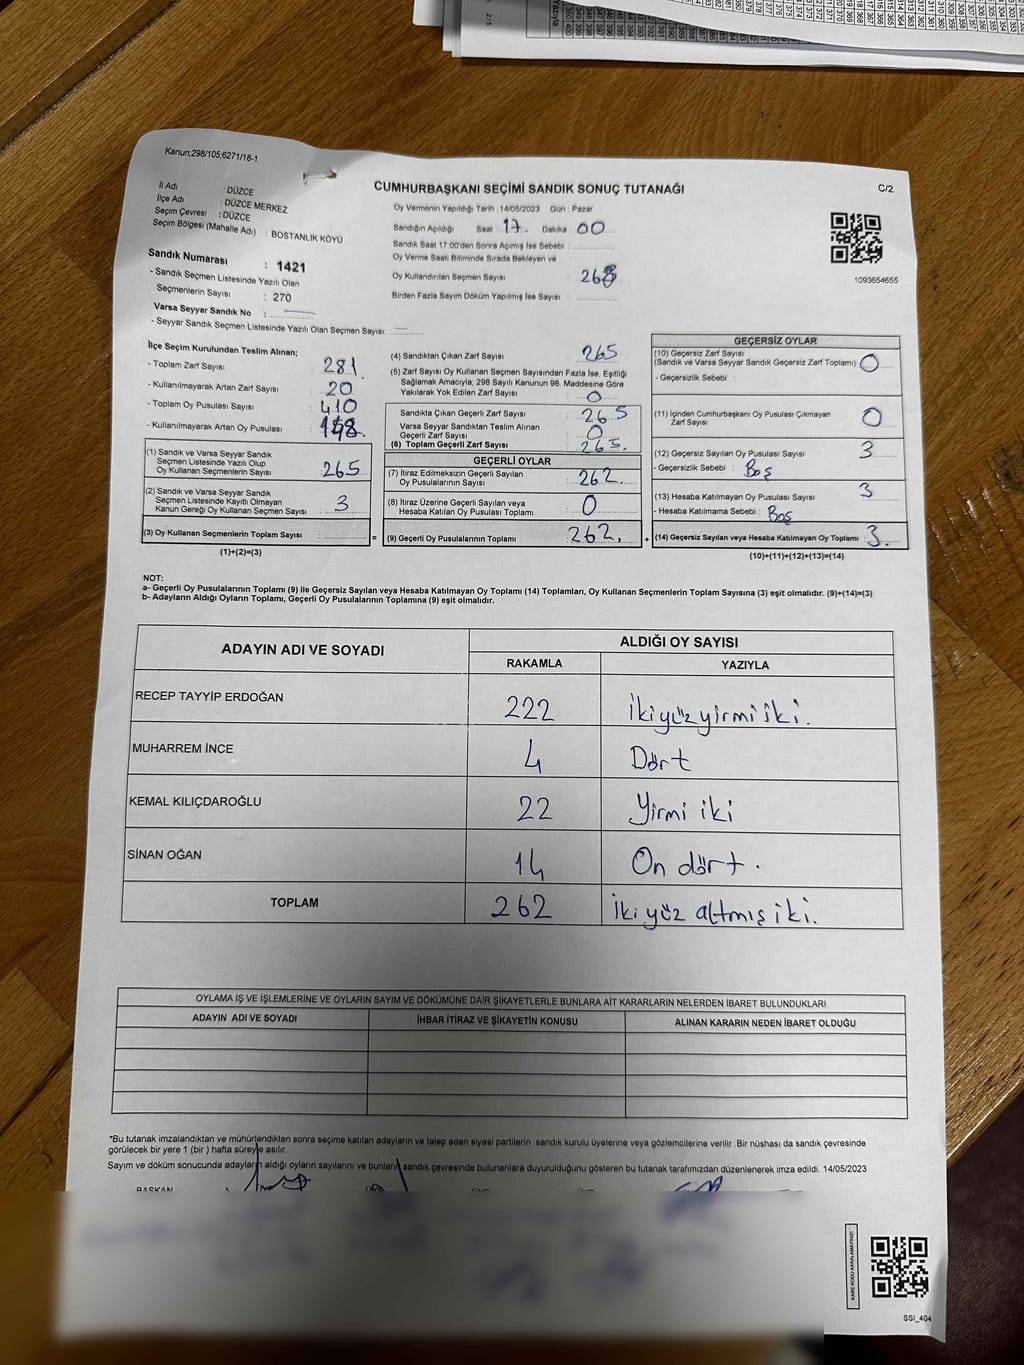 Kanun;298/105;6271/16-1
CUMHURBAŞKANI SEÇİMİ SANDIK SONUÇ TUTANAĞI
C/2
İl Adı : DÜZCE
İlçe Adı : DÜZCE MERKEZ
Seçim Çevresi : DÜZCE
Seçim Bölgesi (Mahalle Adı) : BOSTANLIK KÖYÜ
Sandık Numarası : 1421
- Sandık Seçmen Listesinde Yazılı Olan
Seçmenlerin Sayısı : 270
Varsa Seyyar Sandık No :
- Seyyar Sandık Seçmen Listesinde Yazılı Olan Seçmen Sayısı:
Oy Vermenin Yapıldığı Tarih :14/05/2023 Gün : Pazar
Sandığın Açıldığı Saat 17. Dakika : 00
Sandık Saat 17:00'den Sonra Açımış İse Sebebi :
Oy Verme Saati Bitiminde Sırada Bekleyen ve
Oy Kullandırılan Seçmen Sayısı : 268
Birden Fazla Sayım Döküm Yapılmış İse Sayısı :
1093654655
İlçe Seçim Kurulundan Teslim Alınan;
- Toplam Zarf Sayısı : 281.
- Kullanılmayarak Artan Zarf Sayısı : 20
- Toplam Oy Pusulası Sayısı : 410
- Kullanılmayarak Artan Oy Pusulası :
(1) Sandık ve Varsa Seyyar Sandık
Seçmen Listesinde Yazılı Olup
Oy Kullanan Seçmenlerin Sayısı : 265
(2) Sandık ve Varsa Seyyar Sandık
Seçmen Listesinde Kayıtlı Olmayan
Kanun Gereği Oy Kullanan Seçmen Sayısı : 3
(3) Oy Kullanan Seçmenlerin Toplam Sayısı :
(1)+(2)=(3)
(4) Sandıktan Çıkan Zarf Sayısı : 265
(5) Zarf Sayısı Oy Kullanan Seçmen Sayısından Fazla İse, Eşitliği
Sağlamak Amacıyla; 298 Sayılı Kanunun 98. Maddesine Göre
Yakılarak Yok Edilen Zarf Sayısı : 0
Sandıkta Çıkan Geçerli Zarf Sayısı : 265
Varsa Seyyar Sandıktan Teslim Alınan
Geçerli Zarf Sayısı : 0
(6) Toplam Geçerli Zarf Sayısı : 265.
GEÇERLİ OYLAR
(7) İtiraz Edilmeksizin Geçerli Sayılan
Oy Pusulalarının Sayısı : 262.
(8) İtiraz Üzerine Geçerli Sayılan veya
Hesaba Katılan Oy Pusulası Toplamı : 0
= (9) Geçerli Oy Pusulalarının Toplamı : 262.
GEÇERSİZ OYLAR
(10) Geçersiz Zarf Sayısı
(Sandık ve Varsa Seyyar Sandık Geçersiz Zarf Toplamı) : 0
- Geçersizlik Sebebi :
(11) İçinden Cumhurbaşkanı Oy Pusulası Çıkmayan
Zarf Sayısı : 0
(12) Geçersiz Sayılan Oy Pusulası Sayısı : 3
- Geçersizlik Sebebi : Boş
(13) Hesaba Katılmayan Oy Pusulası Sayısı : 3
- Hesaba Katılmama Sebebi : Boş
+ (14) Geçersiz Sayılan veya Hesaba Katılmayan Oy Toplamı : 3.
(10)+(11)+(12)+(13)=(14)
NOT:
a- Geçerli Oy Pusulalarının Toplamı (9) ile Geçersiz Sayılan veya Hesaba Katılmayan Oy Toplamı (14) Toplamları, Oy Kullanan Seçmenlerin Toplam Sayısına (3) eşit olmalıdır. (9)+(14)=(3)
b- Adayların Aldığı Oyların Toplamı, Geçerli Oy Pusulalarının Toplamına (9) eşit olmalıdır.
ADAYIN ADI VE SOYADI ALDIĞI OY SAYISI
RAKAMLA YAZIYLA
RECEP TAYYİP ERDOĞAN 222 İkiyüzyirmiiki.
MUHARREM İNCE 4 Dört
KEMAL KILIÇDAROĞLU 22 Yirmi iki
SİNAN OĞAN 14 On dört.
TOPLAM 262 İkiyüz altmış iki.
OYLAMA İŞ VE İŞLEMLERİNE VE OYLARIN SAYIM VE DÖKÜMÜNE DAİR ŞİKAYETLERLE BUNLARA AİT KARARLARIN NELERDEN İBARET BULUNDUKLARI
ADAYIN ADI VE SOYADI İHBAR İTİRAZ VE ŞİKAYETİN KONUSU ALINAN KARARIN NEDEN İBARET OLDUĞU
*Bu tutanak imzalandıktan ve mühürlendikten sonra seçime katılan adayların ve talep eden siyasi partilerin sandık kurulu üyelerine veya gözlemcilerine verilir .Bir nüshası da sandık çevresinde
görülecek bir yere 1 (bir ) hafta süreyle asılır.
Sayım ve döküm sonucunda adayların aldığı oyların sayılarını ve bunların sandık çevresinde bulunanlara duyurulduğunu gösteren bu tutanak tarafımızdan düzenlenerek imza edildi. 14/05/2023
BAŞKAN
KARE KODU KARALAMAYINIZ!
SSI_404